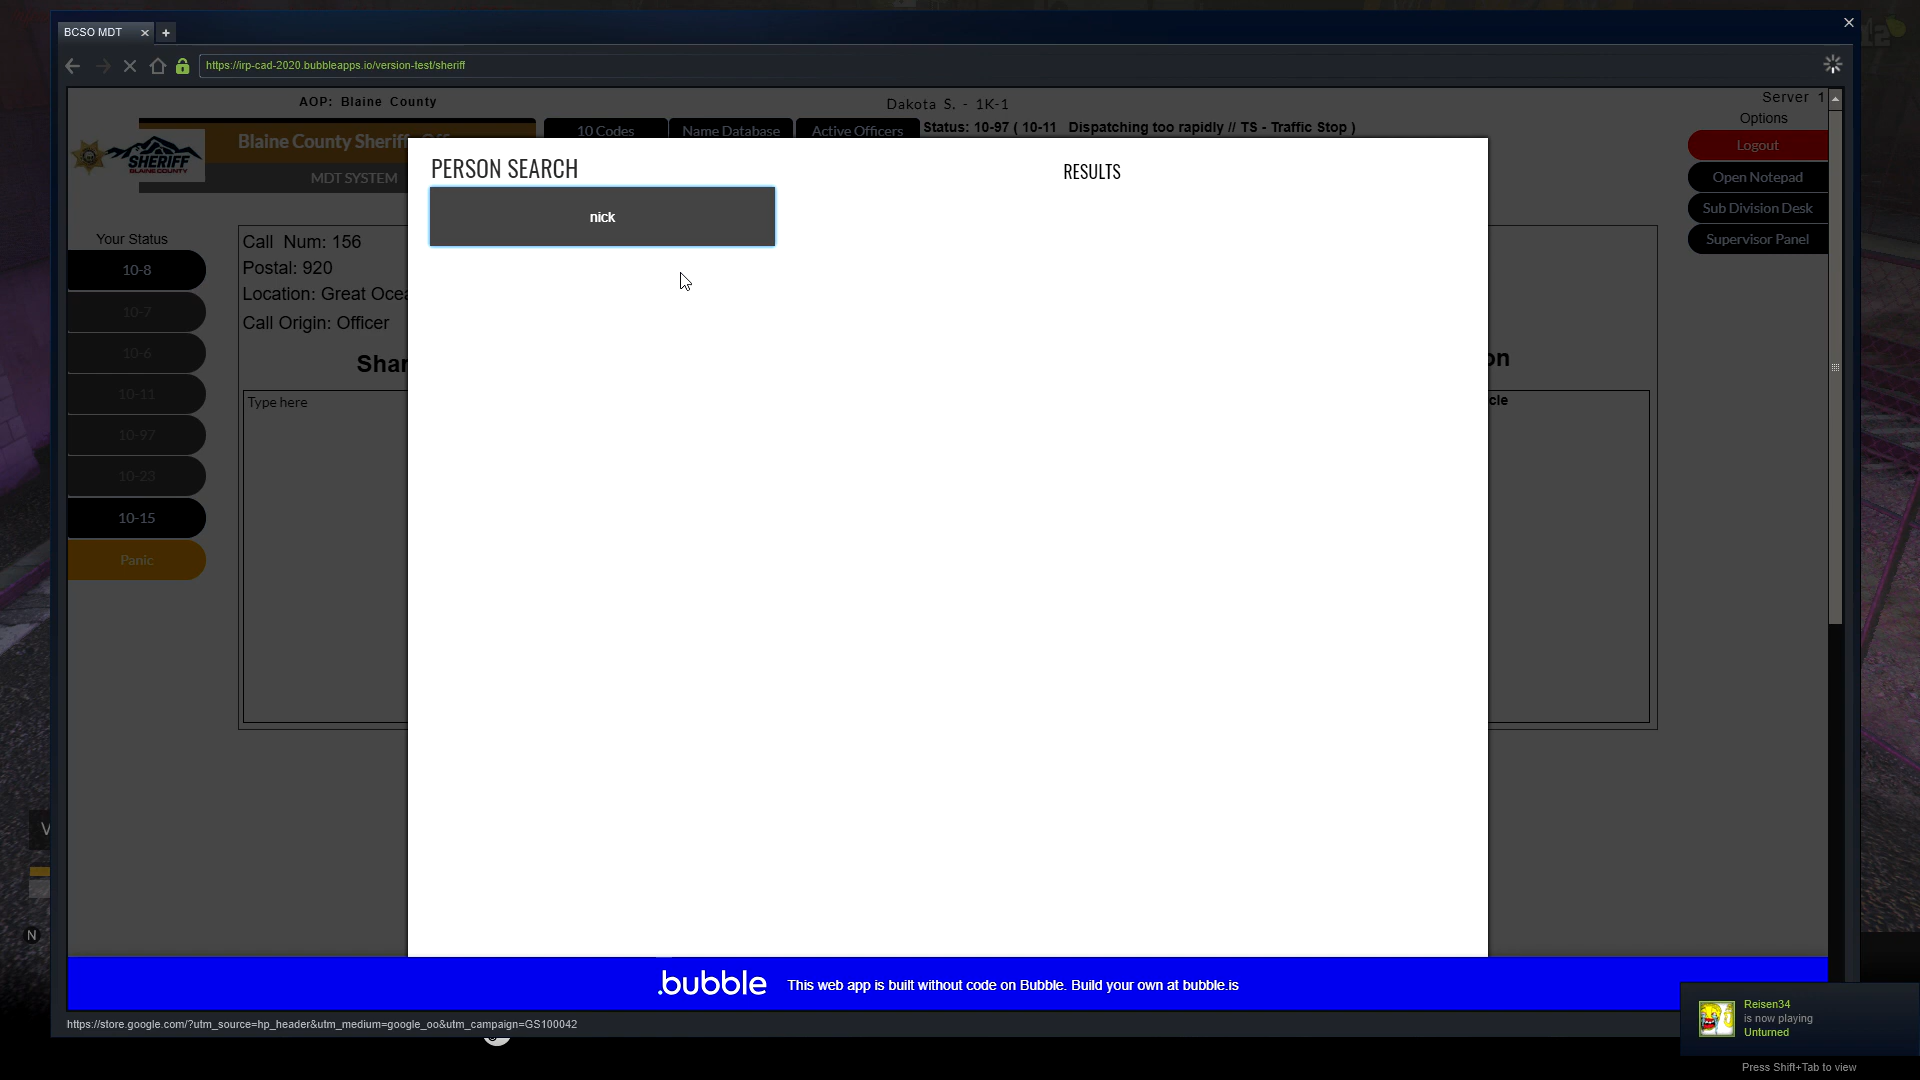 BCSO MDT
https://irp-cad-2020.bubbleapps.io/version-test/sheriff
AOP: Blaine County
Dakota S. - 1K-1
Server 1
10 Codes
Name Database
Active Officers
Status: 10-97 ( 10-11 Dispatching too rapidly // TS - Traffic Stop )
Options
Logout
Open Notepad
Sub Division Desk
Supervisor Panel
SHERIFF
BLAINE COUNTY
Blaine County Sheriff
MDT SYSTEM
PERSON SEARCH
RESULTS
nick
Your Status
10-8
10-7
10-6
10-11
10-97
10-23
10-15
Panic
Call Num: 156
Postal: 920
Location: Great Ocea
Call Origin: Officer
Shar
on
Type here
cle
N
.bubble
This web app is built without code on Bubble. Build your own at bubble.is
https://store.google.com/?utm_source=hp_header&utm_medium=google_oo&utm_campaign=GS100042
Reisen34
is now playing
Unturned
Press Shift+Tab to view